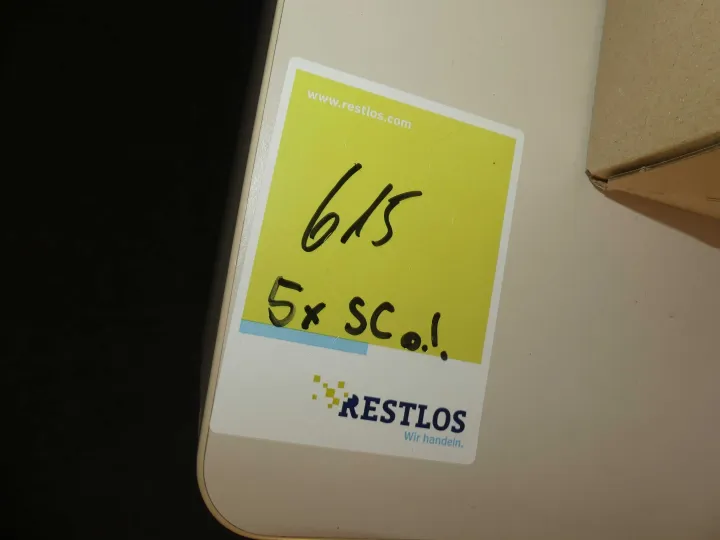 www.restlos.com
615
5x SC o.!.
RESTLOS
Wir handeln.